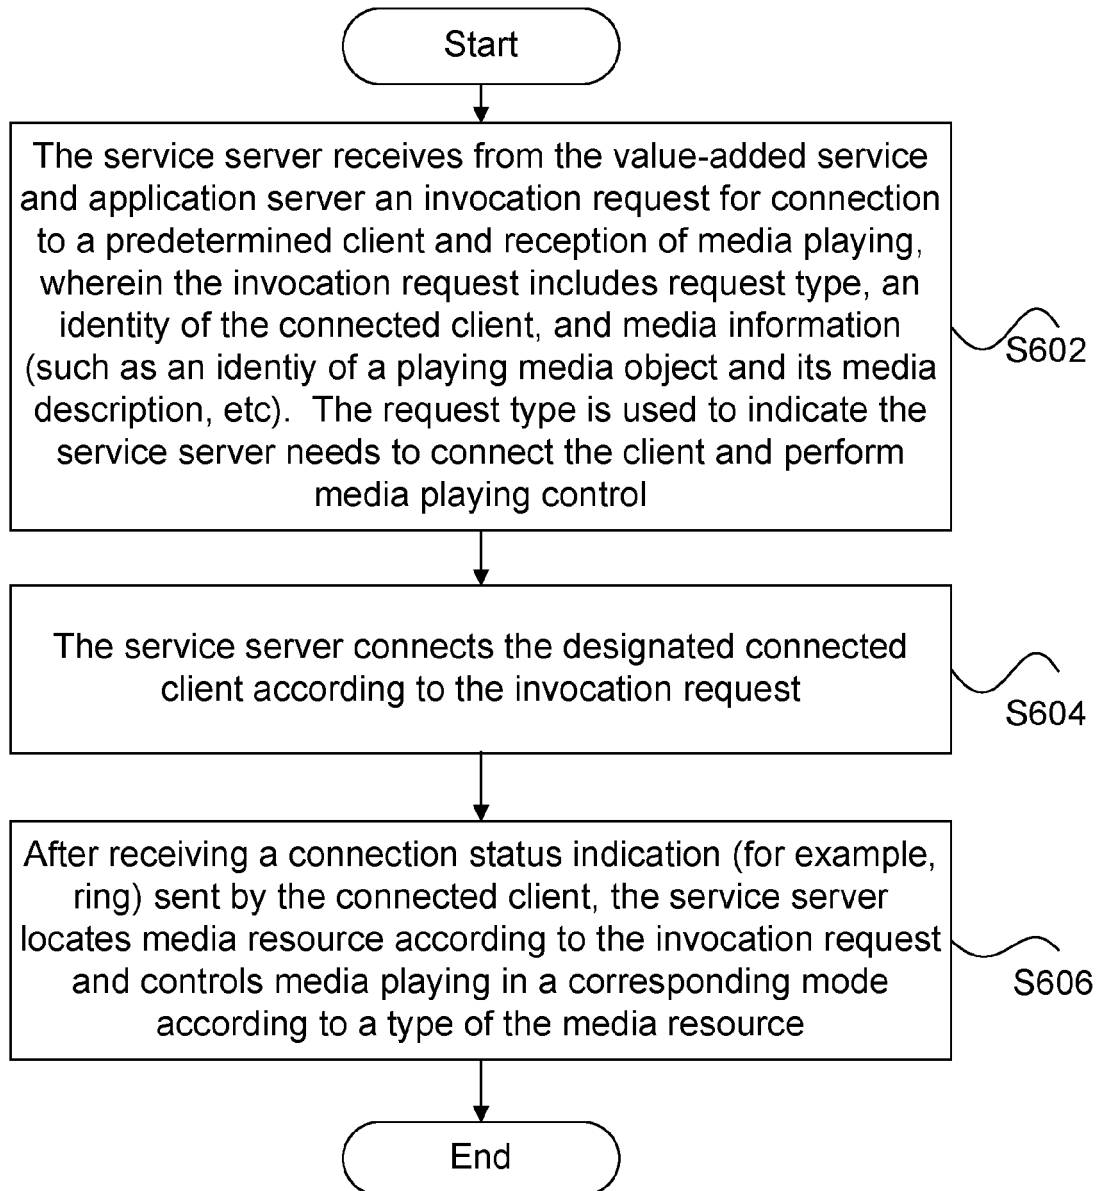 Start
The service server receives from the value-added service
and application server an invocation request for connection
to a predetermined client and reception of media playing,
wherein the invocation request includes request type, an
identity of the connected client, and media information
(such as an identiy of a playing media object and its media
description, etc).  The request type is used to indicate the
service server needs to connect the client and perform
media playing control
S602
The service server connects the designated connected
client according to the invocation request
S604
After receiving a connection status indication (for example,
ring) sent by the connected client, the service server
locates media resource according to the invocation request
and controls media playing in a corresponding mode
according to a type of the media resource
S606
End